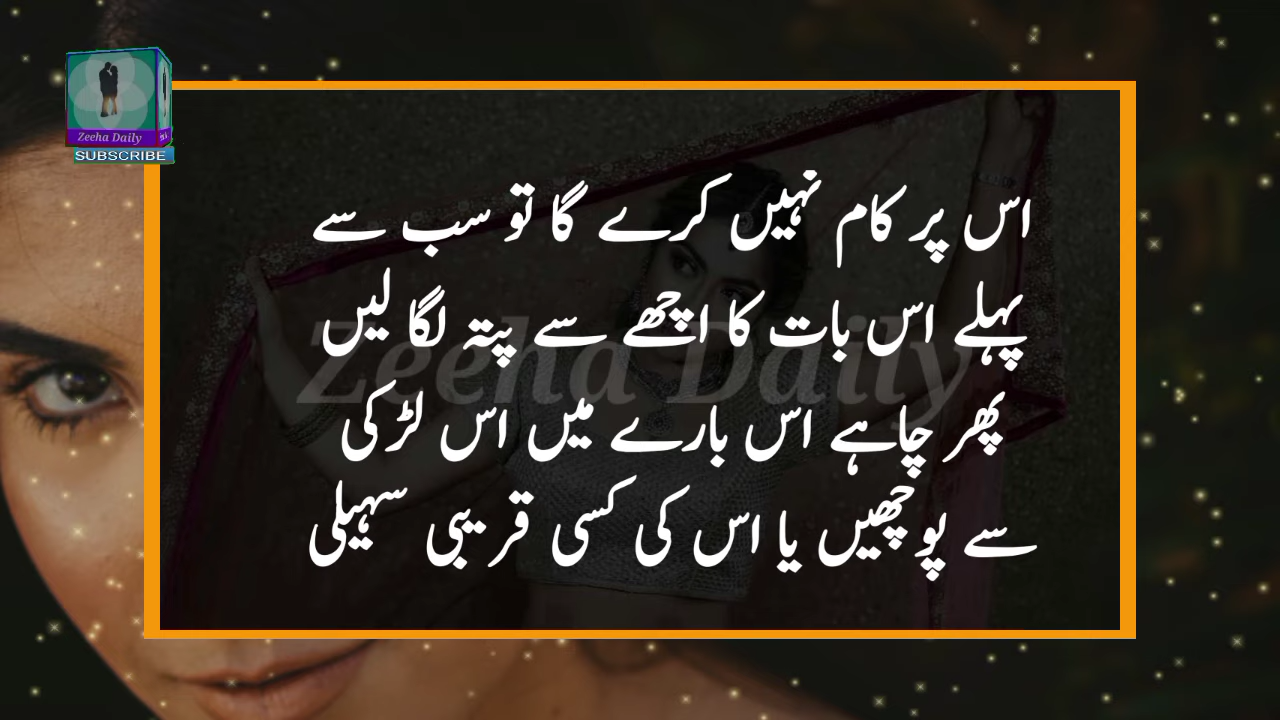 Zeeha Daily
SUBSCRIBE
اس پر کام نہیں کرے گا تو سب سے
پہلے اس بات کا اچھے سے پتہ لگا لیں
پھر چاہے اس بارے میں اس لڑکی
سے پوچھیں یا اس کی کسی قریبی سہیلی
Zeeha Daily